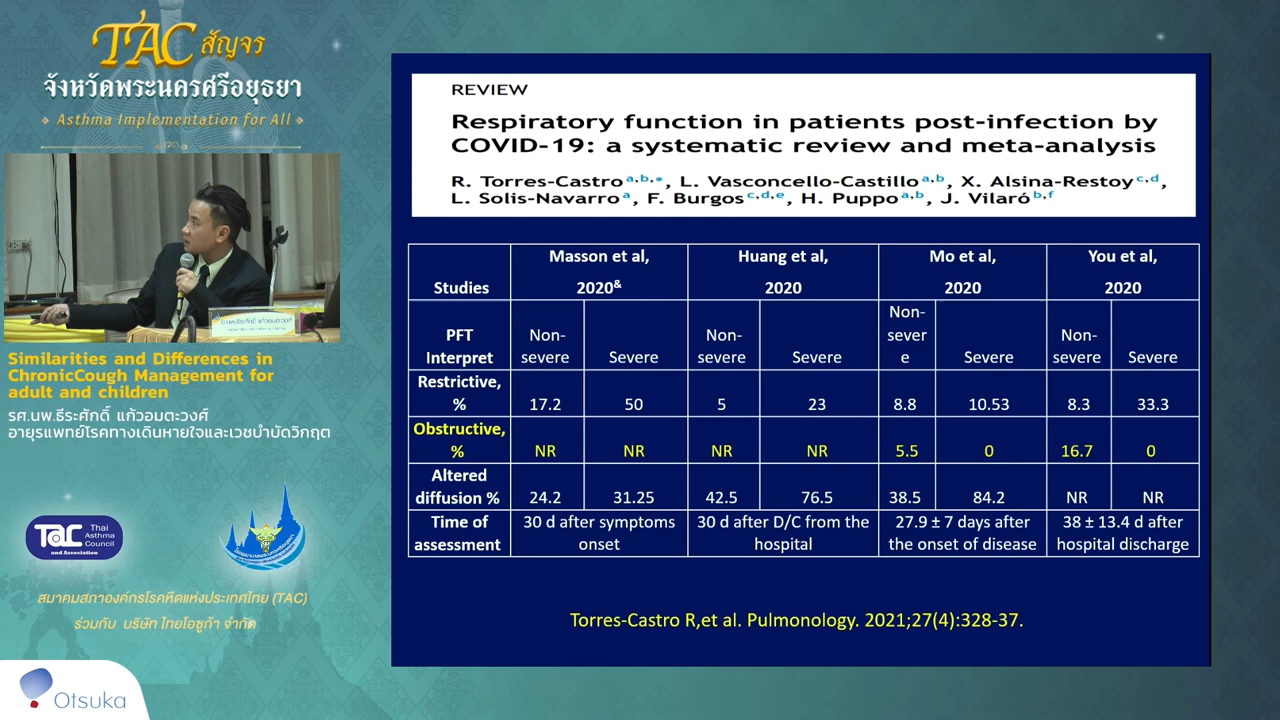 TAC สัญจร
จังหวัดพระนครศรีอยุธยา
Asthma Implementation for All
Similarities and Differences in
ChronicCough Management for
adult and children
รศ.นพ.ธีระศักดิ์ แก้วอมตะวงศ์
อายุรแพทย์โรคทางเดินหายใจและเวชบำบัดวิกฤต
TAC
and Association
Thai
Asthma
Council
สมาคมสภาองค์กรโรคหืดแห่งประเทศไทย (TAC)
ร่วมกับ บริษัท ไทยโอซูก้า จำกัด
Otsuka
REVIEW
Respiratory function in patients post-infection by
COVID-19: a systematic review and meta-analysis
R. Torres-Castro a,b,*, L. Vasconcello-Castillo a,b, X. Alsina-Restoy c,d,
L. Solis-Navarro a, F. Burgos c,d,e, H. Puppo a,b, J. Vilaró b,f
Studies Masson et al, 2020& Huang et al, 2020 Mo et al, 2020 You et al, 2020
PFT Interpret Non-severe Severe Non-severe Severe Non-severe Severe Non-severe Severe
Restrictive, % 17.2 50 5 23 8.8 10.53 8.3 33.3
Obstructive, % NR NR NR NR 5.5 0 16.7 0
Altered diffusion % 24.2 31.25 42.5 76.5 38.5 84.2 NR NR
Time of assessment 30 d after symptoms onset 30 d after D/C from the hospital 27.9 ± 7 days after the onset of disease 38 ± 13.4 d after hospital discharge
Torres-Castro R,et al. Pulmonology. 2021;27(4):328-37.